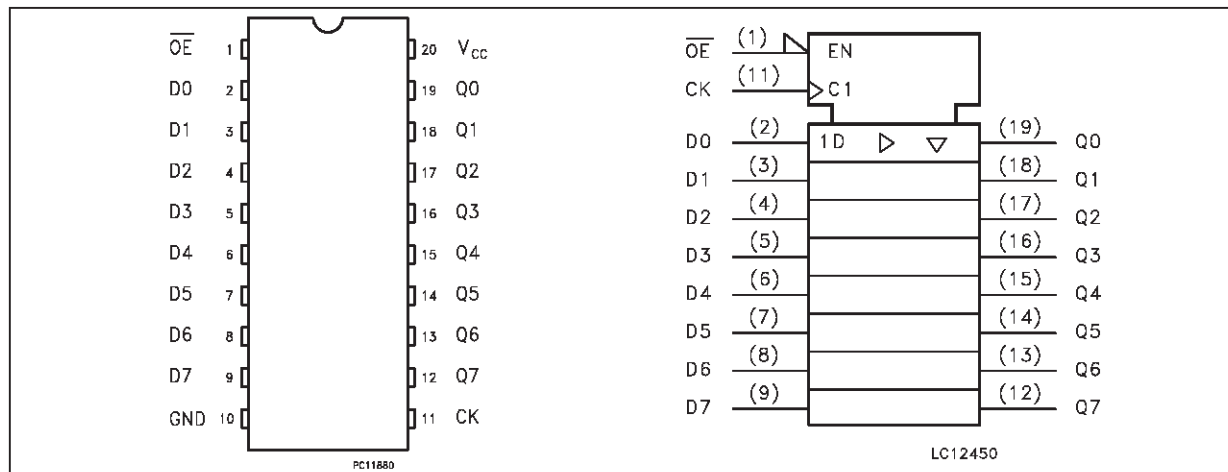 O̅E̅ 1 20 VCC
D0 2 19 Q0
D1 3 18 Q1
D2 4 17 Q2
D3 5 16 Q3
D4 6 15 Q4
D5 7 14 Q5
D6 8 13 Q6
D7 9 12 Q7
GND 10 11 CK
PC11880
O̅E̅ (1) EN
CK (11) C1
D0 (2) 1D (19) Q0
D1 (3) (18) Q1
D2 (4) (17) Q2
D3 (5) (16) Q3
D4 (6) (15) Q4
D5 (7) (14) Q5
D6 (8) (13) Q6
D7 (9) (12) Q7
LC12450